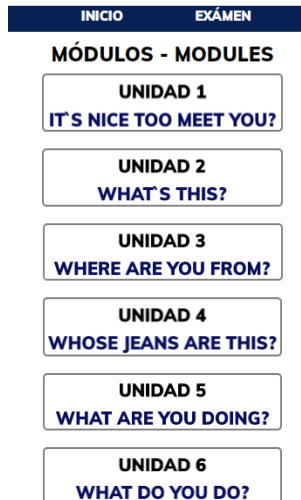 INICIO EXÁMEN
MÓDULOS - MODULES
UNIDAD 1
IT`S NICE TOO MEET YOU?
UNIDAD 2
WHAT`S THIS?
UNIDAD 3
WHERE ARE YOU FROM?
UNIDAD 4
WHOSE JEANS ARE THIS?
UNIDAD 5
WHAT ARE YOU DOING?
UNIDAD 6
WHAT DO YOU DO?